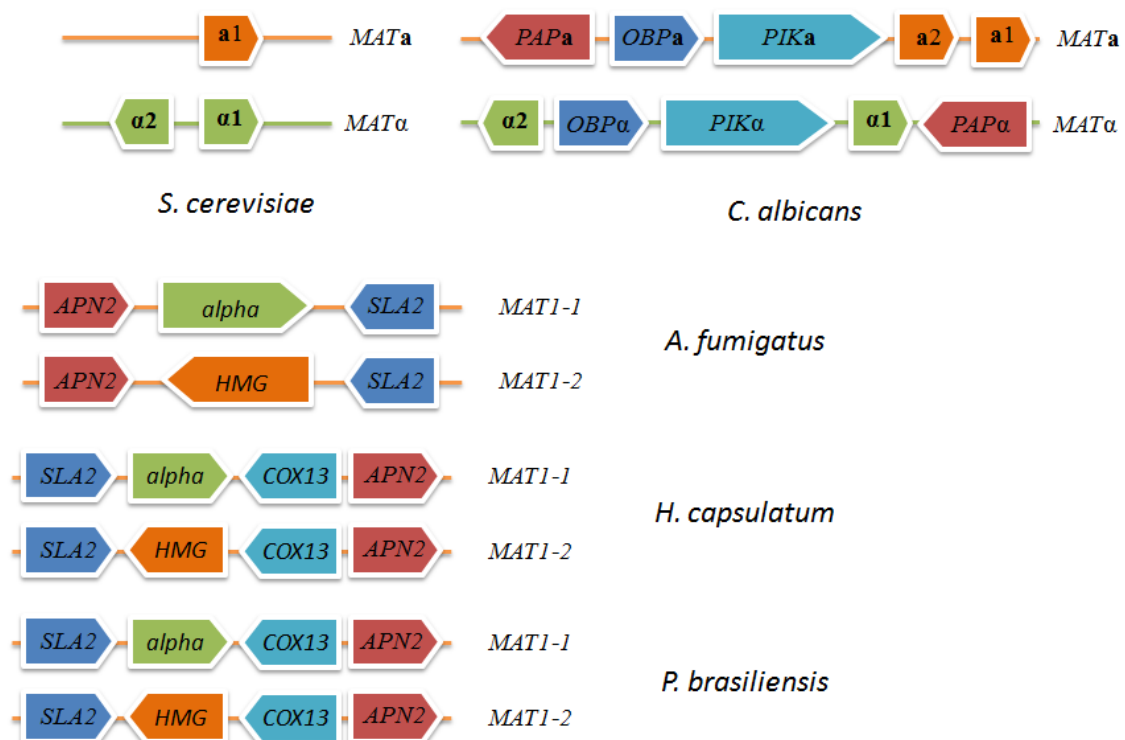 a1 MATa
α2 α1 MATα
S. cerevisiae
PAPa OBPa PIKa a2 a1 MATa
α2 OBPα PIKα α1 PAPα MATα
C. albicans
APN2 alpha SLA2 MAT1-1
APN2 HMG SLA2 MAT1-2
A. fumigatus
SLA2 alpha COX13 APN2 MAT1-1
SLA2 HMG COX13 APN2 MAT1-2
H. capsulatum
SLA2 alpha COX13 APN2 MAT1-1
SLA2 HMG COX13 APN2 MAT1-2
P. brasiliensis